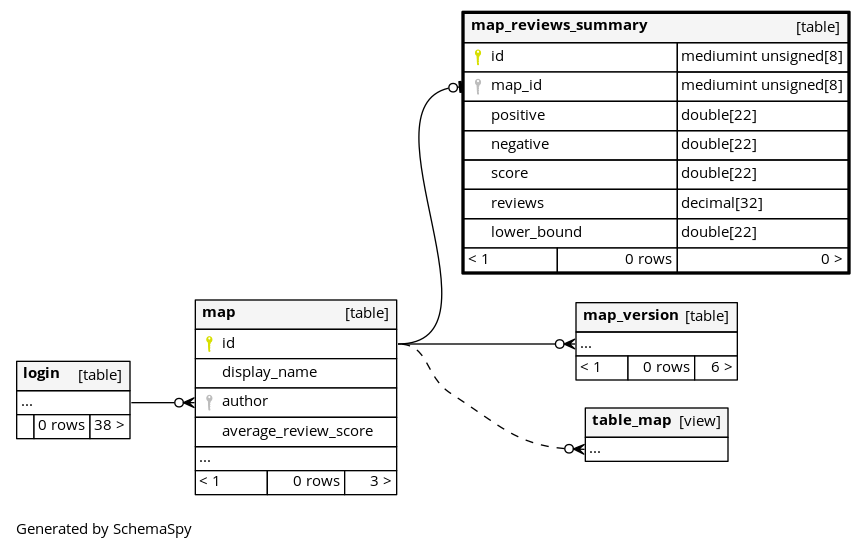 map_reviews_summary [table]
id mediumint unsigned[8]
map_id mediumint unsigned[8]
positive double[22]
negative double[22]
score double[22]
reviews decimal[32]
lower_bound double[22]
< 1 0 rows 0 >
map [table]
id
display_name
author
average_review_score
...
< 1 0 rows 3 >
map_version [table]
...
< 1 0 rows 6 >
login [table]
...
0 rows 38 >
table_map [view]
...
Generated by SchemaSpy